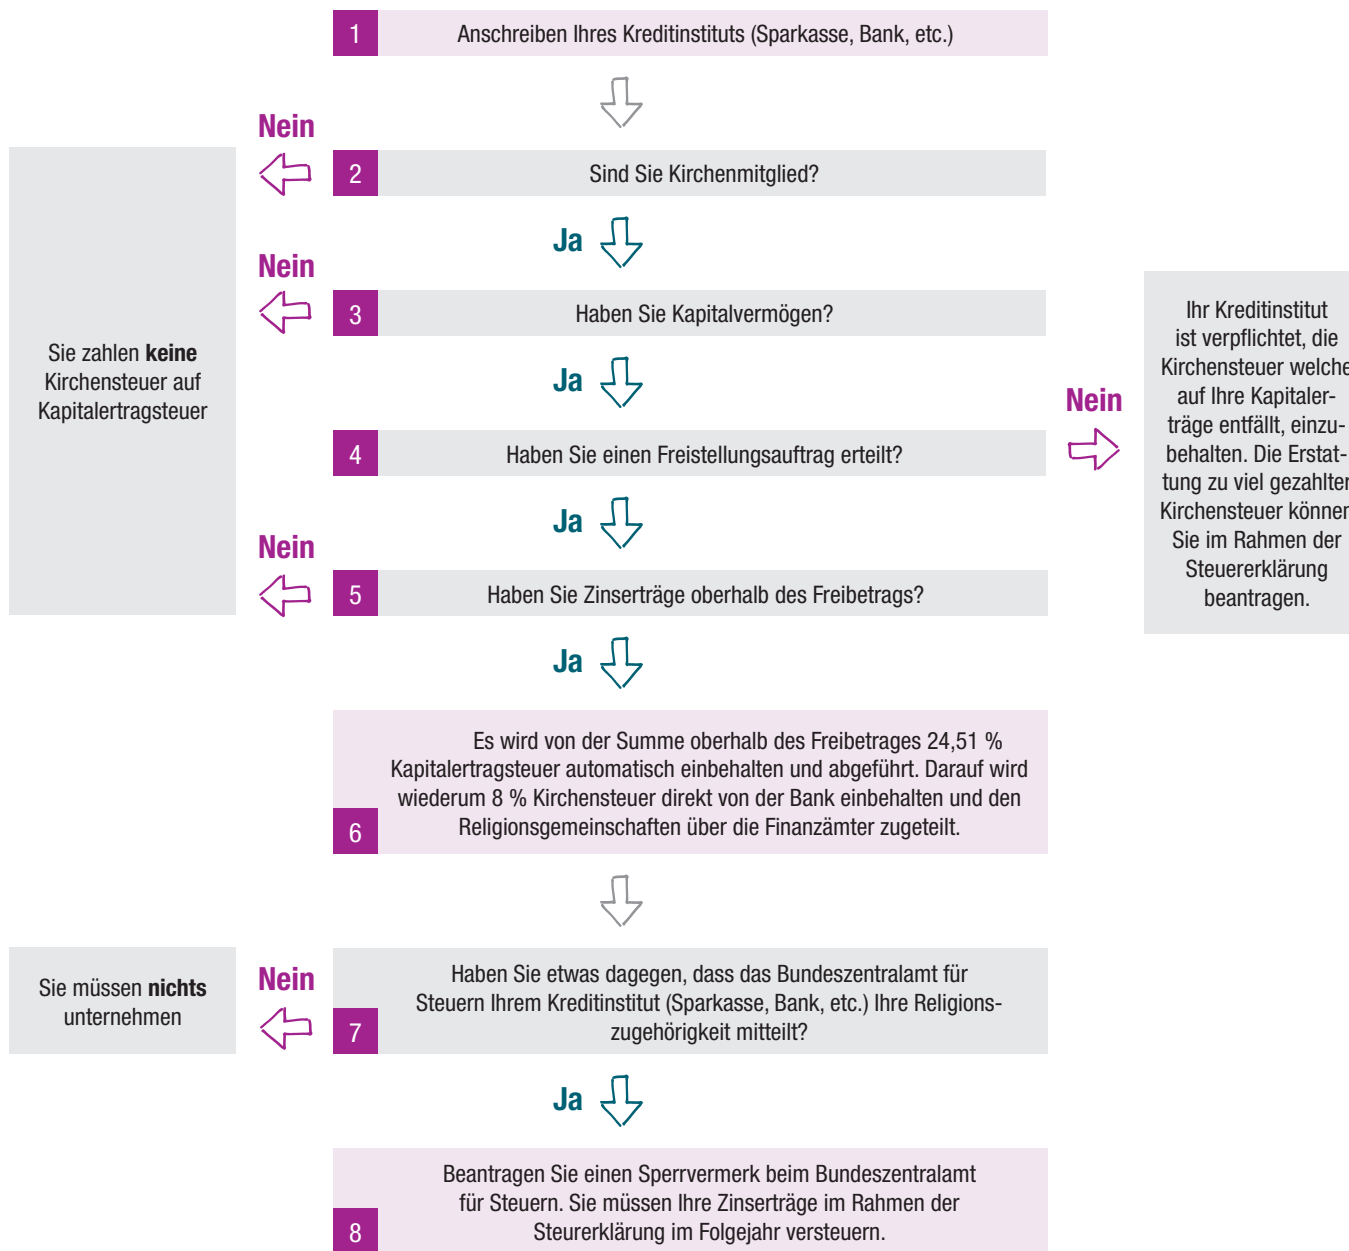 1 Anschreiben Ihres Kreditinstituts (Sparkasse, Bank, etc.)
Nein
2 Sind Sie Kirchenmitglied?
Ja
Nein
3 Haben Sie Kapitalvermögen?
Sie zahlen keine
Kirchensteuer auf
Kapitalertragsteuer
Ja
Nein
4 Haben Sie einen Freistellungsauftrag erteilt?
Ihr Kreditinstitut
ist verpflichtet, die
Kirchensteuer welche
auf Ihre Kapitaler-
träge entfällt, einzu-
behalten. Die Erstat-
tung zu viel gezahlter
Kirchensteuer können
Sie im Rahmen der
Steuererklärung
beantragen.
Ja
Nein
5 Haben Sie Zinserträge oberhalb des Freibetrags?
Ja
Es wird von der Summe oberhalb des Freibetrages 24,51 %
Kapitalertragsteuer automatisch einbehalten und abgeführt. Darauf wird
wiederum 8 % Kirchensteuer direkt von der Bank einbehalten und den
6 Religionsgemeinschaften über die Finanzämter zugeteilt.
Sie müssen nichts
unternehmen
Nein
Haben Sie etwas dagegen, dass das Bundeszentralamt für
Steuern Ihrem Kreditinstitut (Sparkasse, Bank, etc.) Ihre Religions-
7 zugehörigkeit mitteilt?
Ja
Beantragen Sie einen Sperrvermerk beim Bundeszentralamt
für Steuern. Sie müssen Ihre Zinserträge im Rahmen der
8 Steurerklärung im Folgejahr versteuern.